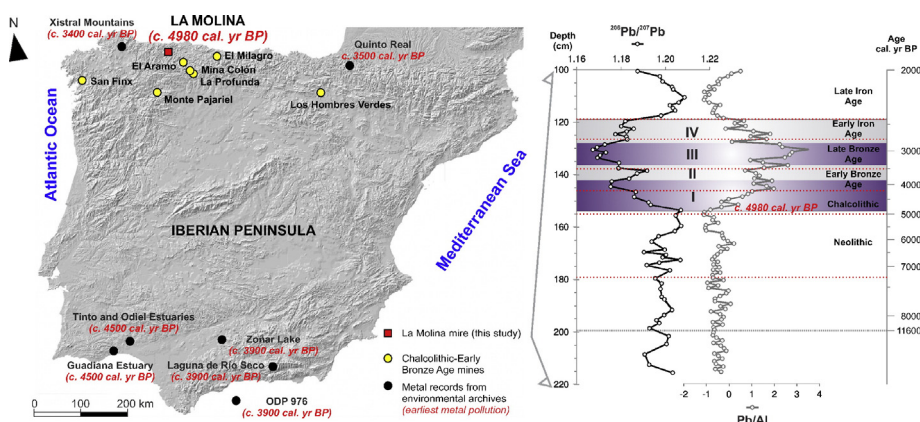 N
Xistral Mountains
(c. 3400 cal. yr BP)
LA MOLINA
(c. 4980 cal. yr BP)
El Milagro
Quinto Real
(c. 3500 cal. yr BP)
El Aramo
Mina Colón
La Profunda
San Finx
Monte Pajariel
Los Hombres Verdes
Atlantic Ocean
Mediterranean Sea
IBERIAN PENINSULA
Tinto and Odiel Estuaries
(c. 4500 cal. yr BP)
Zoñar Lake
(c. 3900 cal. yr BP)
Guadiana Estuary
(c. 4500 cal. yr BP)
Laguna de Río Seco
(c. 3900 cal. yr BP)
ODP 976
(c. 3900 cal. yr BP)
0 100 200 km
La Molina mire (this study)
Chalcolithic-Early
Bronze Age mines
Metal records from
environmental archives
(earliest metal pollution)
206Pb/207Pb
Depth
(cm)
1.16 1.18 1.20 1.22
Age
cal. yr BP
100
120
140
160
180
200
220
2000
3000
4000
5000
6000
7000
8000
11600
Late Iron
Age
Early Iron
Age
IV
Late Bronze
Age
III
Early Bronze
Age
II
I
Chalcolithic
c. 4980 cal. yr BP
Neolithic
-2 -1 0 1 2 3 4
Pb/Al